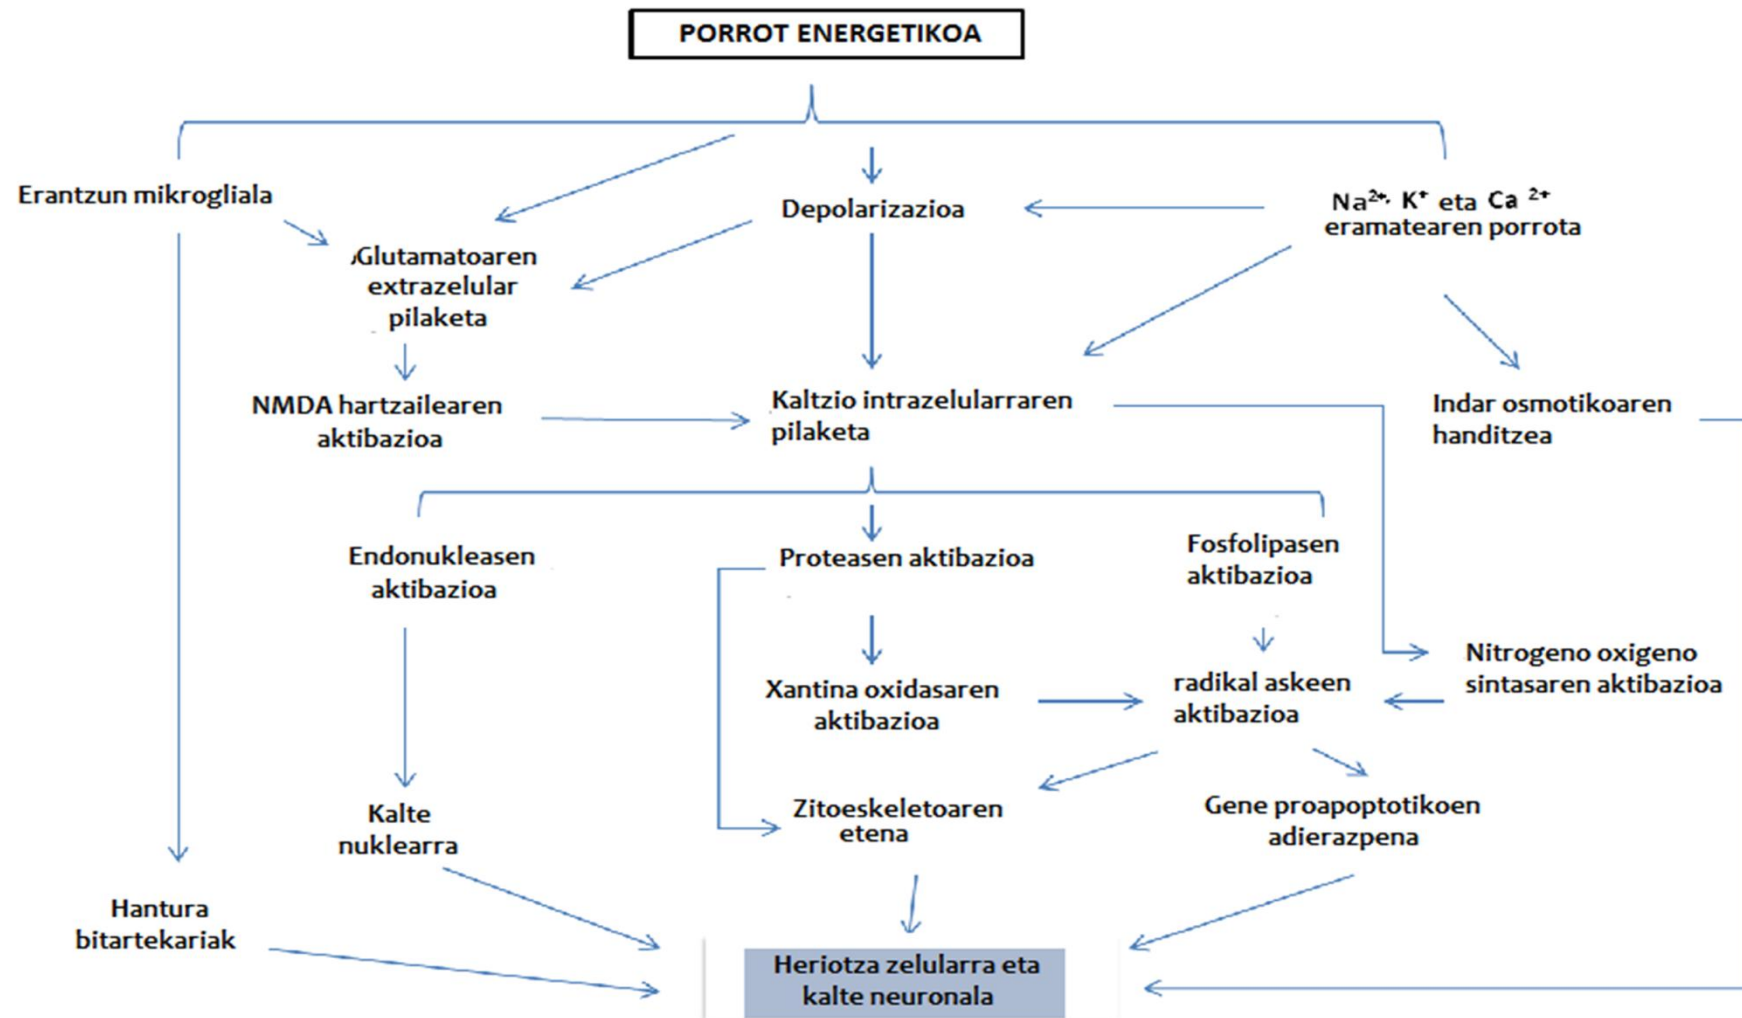 PORROT ENERGETIKOA
Erantzun mikrogliala
Depolarizazioa
Na²⁺, K⁺ eta Ca ²⁺
eramatearen porrota
Glutamatoaren
extrazelular
pilaketa
NMDA hartzailearen
aktibazioa
Kaltzio intrazelularraren
pilaketa
Indar osmotikoaren
handitzea
Endonukleasen
aktibazioa
Proteasen aktibazioa
Fosfolipasen
aktibazioa
Xantina oxidasaren
aktibazioa
radikal askeen
aktibazioa
Nitrogeno oxigeno
sintasaren aktibazioa
Kalte
nuklearra
Zitoeskeletoaren
etena
Gene proapoptotikoen
adierazpena
Hantura
bitartekariak
Heriotza zelularra eta
kalte neuronala